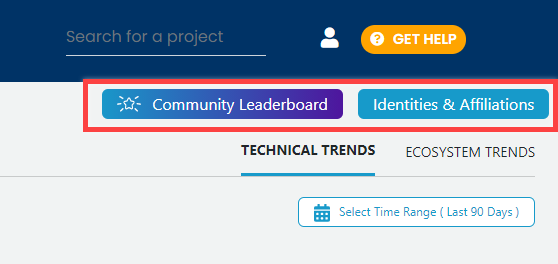 Search for a project
GET HELP
Community Leaderboard
Identities & Affiliations
TECHNICAL TRENDS
ECOSYSTEM TRENDS
Select Time Range ( Last 90 Days )